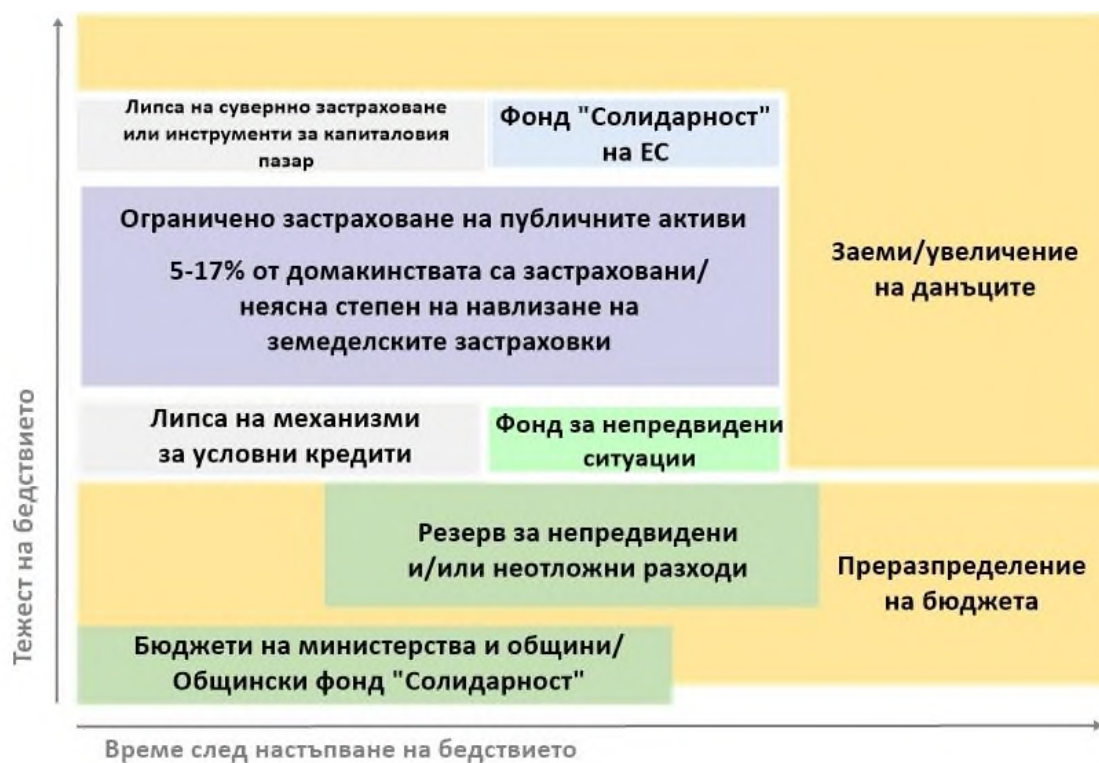 Липса на сувернно застраховане
или инструменти за капиталовия
пазар
Фонд "Солидарност"
на ЕС
Ограничено застраховане на публичните активи
5-17% от домакинствата са застраховани/
неясна степен на навлизане на
земеделските застраховки
Заеми/увеличение
на данъците
Липса на механизми
за условни кредити
Фонд за непредвидени
ситуации
Резерв за непредвидени
и/или неотложни разходи
Преразпределение
на бюджета
Бюджети на министерства и общини/
Общински фонд "Солидарност"
Тежест на бедствието
Време след настъпване на бедствието